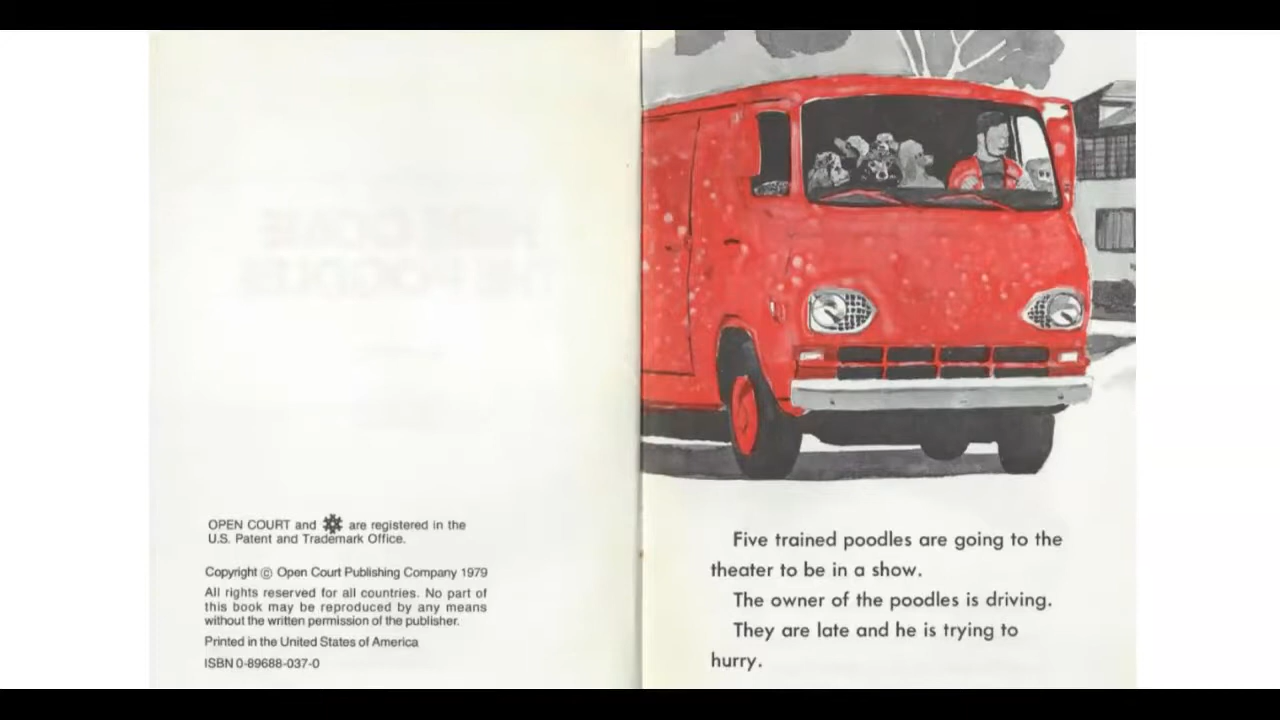 OPEN COURT and are registered in the
U.S. Patent and Trademark Office.
Copyright © Open Court Publishing Company 1979
All rights reserved for all countries. No part of
this book may be reproduced by any means
without the written permission of the publisher.
Printed in the United States of America
ISBN 0-89688-037-0
Five trained poodles are going to the
theater to be in a show.
The owner of the poodles is driving.
They are late and he is trying to
hurry.